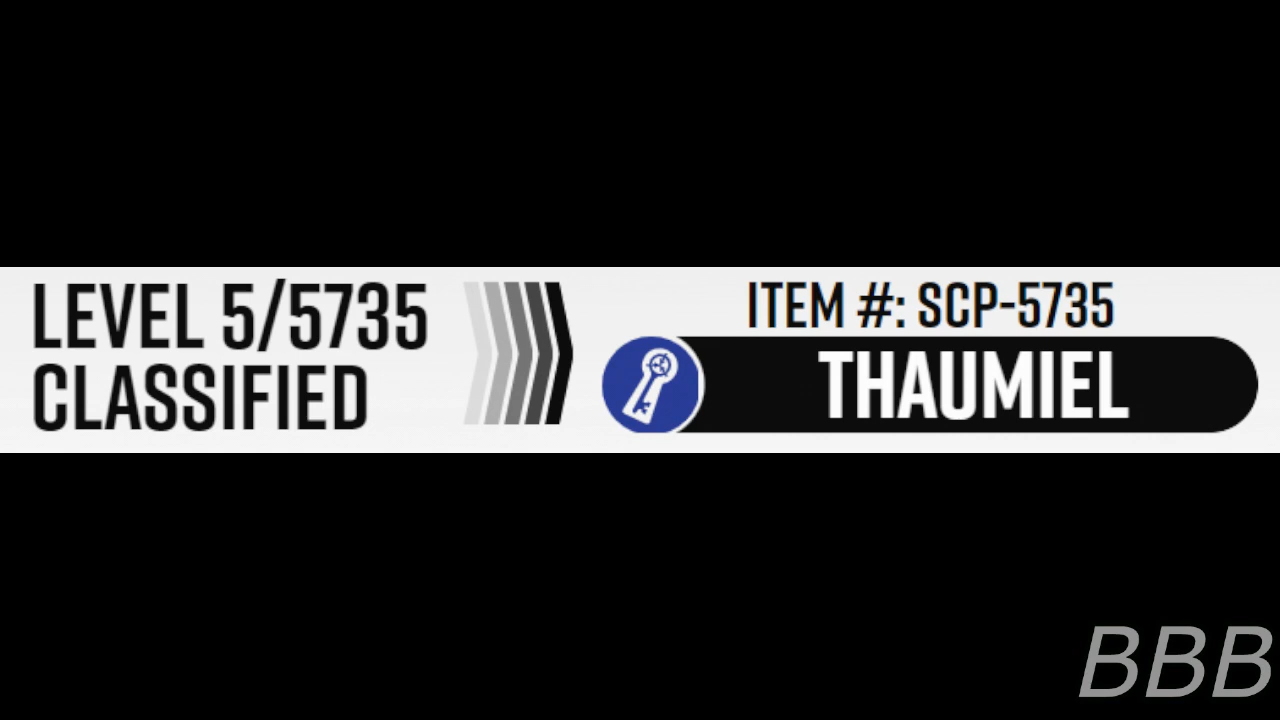 LEVEL 5/5735
CLASSIFIED
ITEM #: SCP-5735
THAUMIEL
BBB